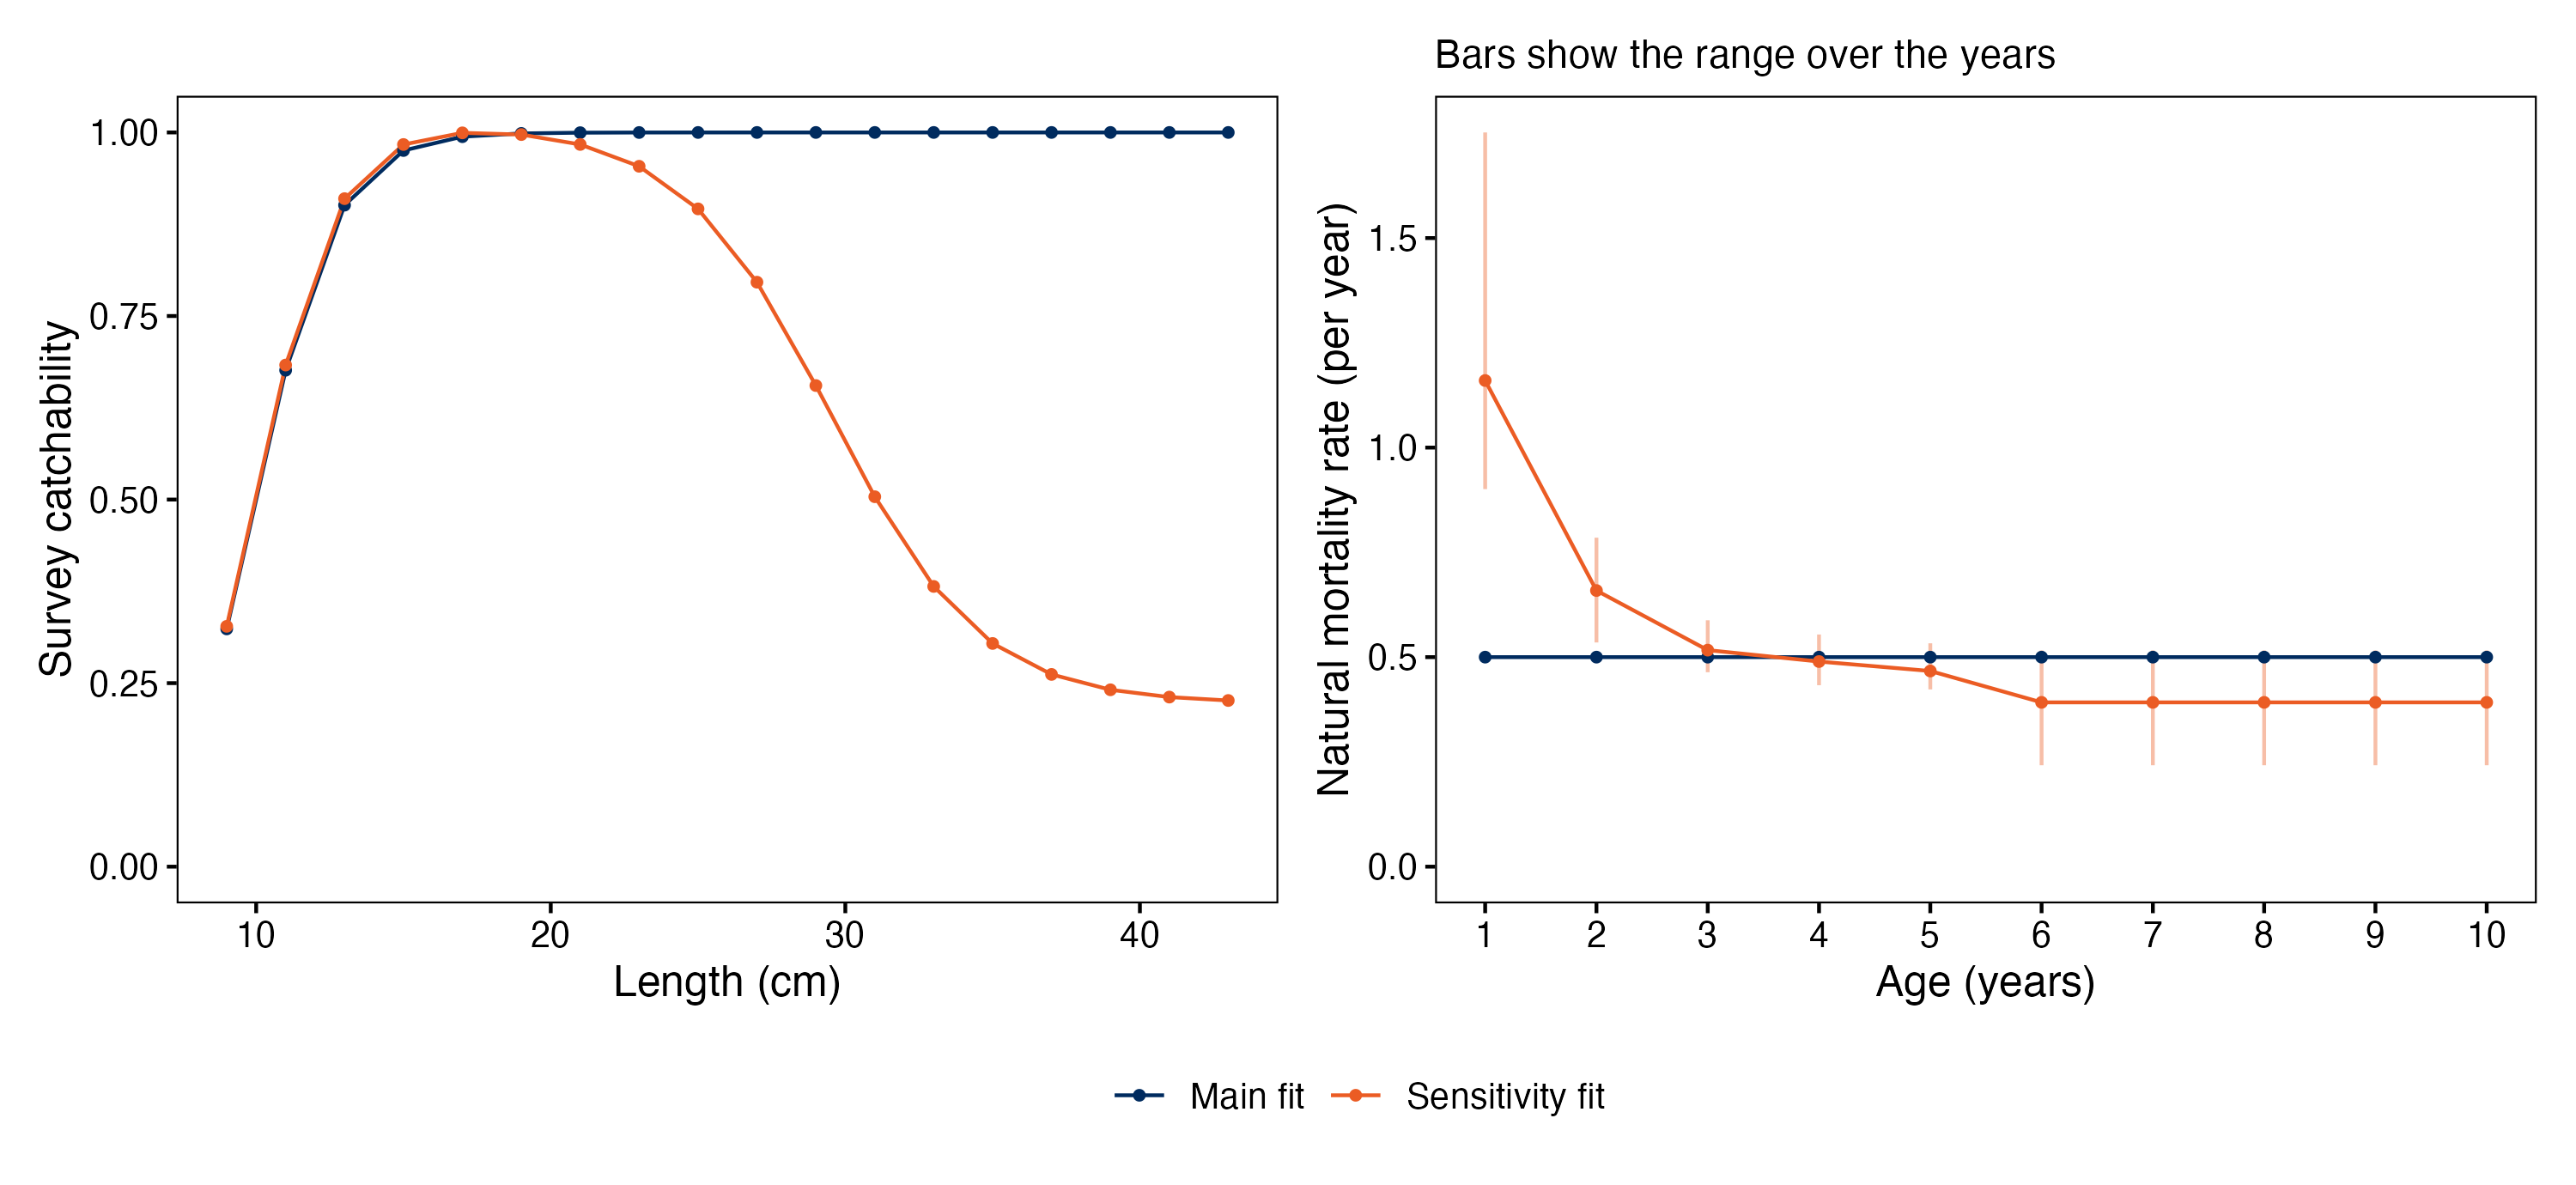 Bars show the range over the years
Survey catchability
1.00
0.75
0.50
0.25
0.00
10 20 30 40
Length (cm)
Natural mortality rate (per year)
1.5
1.0
0.5
0.0
1 2 3 4 5 6 7 8 9 10
Age (years)
Main fit Sensitivity fit